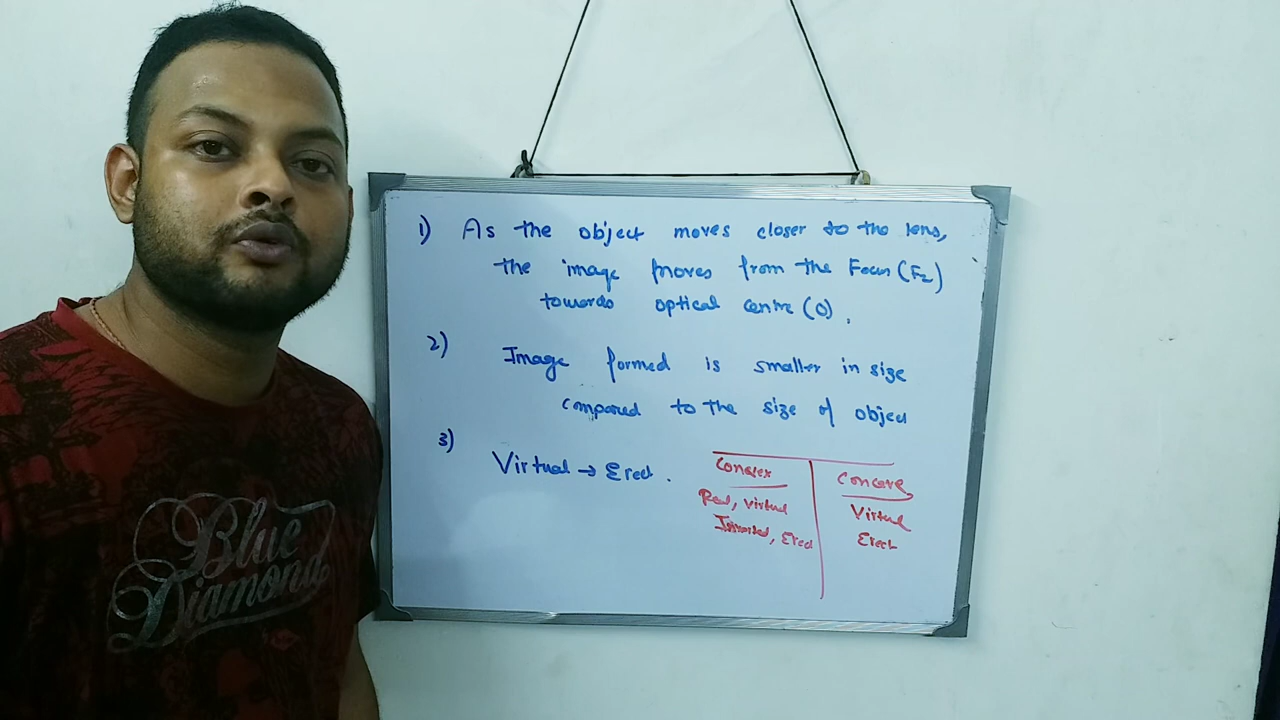 Blue
Diamond
1) As the object moves closer to the lens,
the image moves from the Focus (F2)
towards optical centre (O).
2) Image formed is smaller in size
compared to the size of object
3) Virtual → Erect.
Convex
Real, Virtual
Inverted, Erect
Concave
Virtual
Erect